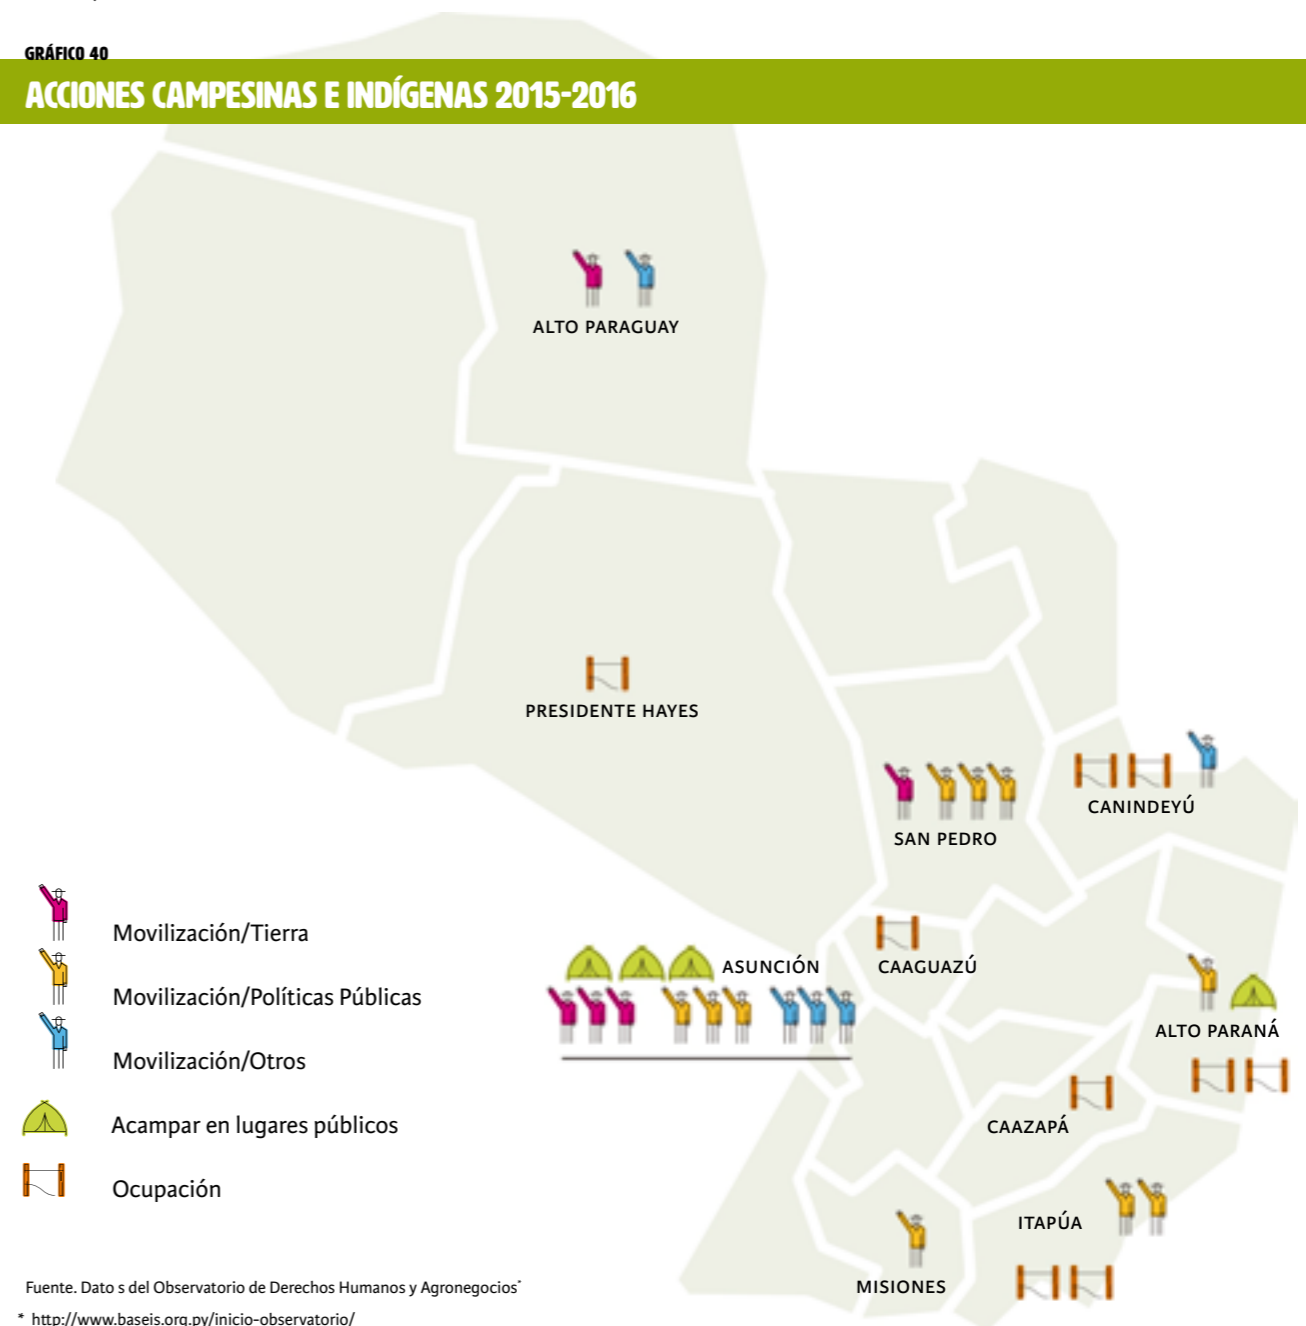 GRÁFICO 40
ACCIONES CAMPESINAS E INDÍGENAS 2015-2016
ALTO PARAGUAY
PRESIDENTE HAYES
CANINDEYÚ
SAN PEDRO
ASUNCIÓN
CAAGUAZÚ
ALTO PARANÁ
CAAZAPÁ
ITAPÚA
MISIONES
Movilización/Tierra
Movilización/Políticas Públicas
Movilización/Otros
Acampar en lugares públicos
Ocupación
Fuente. Dato s del Observatorio de Derechos Humanos y Agronegocios*
* http://www.baseis.org.py/inicio-observatorio/